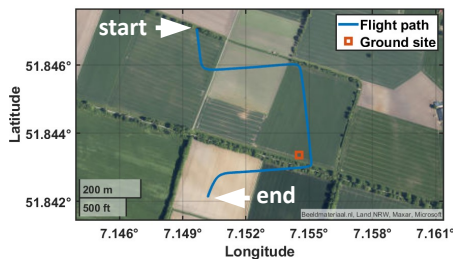 start
Flight path
Ground site
51.846°
51.844°
51.842°
Latitude
end
200 m
500 ft
Beeldmateriaal.nl, Land NRW, Maxar, Microsoft
7.146° 7.149° 7.152° 7.155° 7.158° 7.161°
Longitude